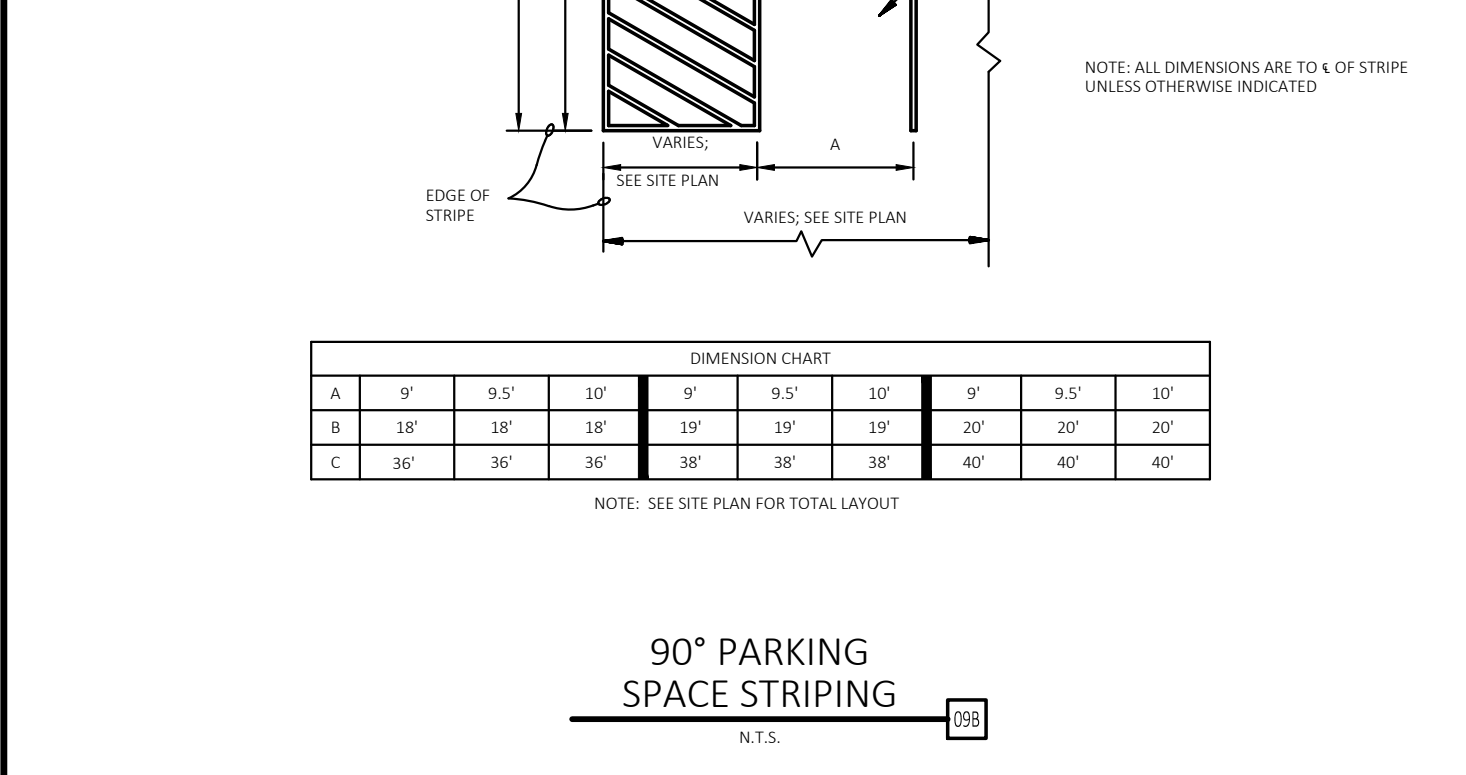 NOTE: ALL DIMENSIONS ARE TO ℄ OF STRIPE
UNLESS OTHERWISE INDICATED
VARIES;
A
SEE SITE PLAN
EDGE OF
STRIPE
VARIES; SEE SITE PLAN
DIMENSION CHART
A 9' 9.5' 10' 9' 9.5' 10' 9' 9.5' 10'
B 18' 18' 18' 19' 19' 19' 20' 20' 20'
C 36' 36' 36' 38' 38' 38' 40' 40' 40'
NOTE: SEE SITE PLAN FOR TOTAL LAYOUT
90° PARKING
SPACE STRIPING
09B
N.T.S.